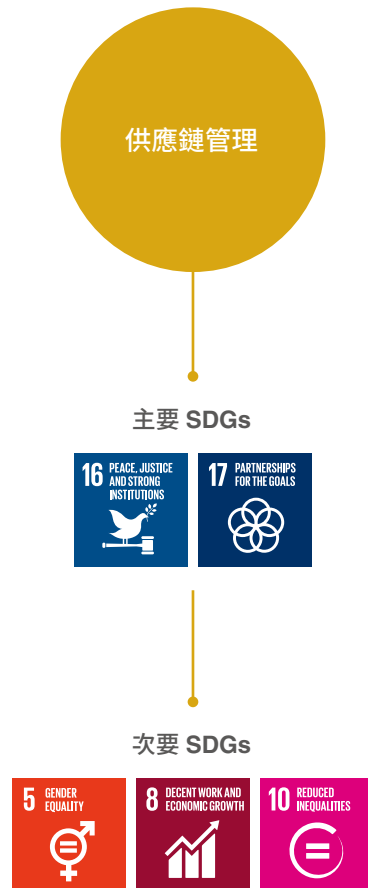 供應鏈管理
主要 SDGs
16 PEACE, JUSTICE
AND STRONG
INSTITUTIONS
17 PARTNERSHIPS
FOR THE GOALS
次要 SDGs
5 GENDER
EQUALITY
8 DECENT WORK AND
ECONOMIC GROWTH
10 REDUCED
INEQUALITIES